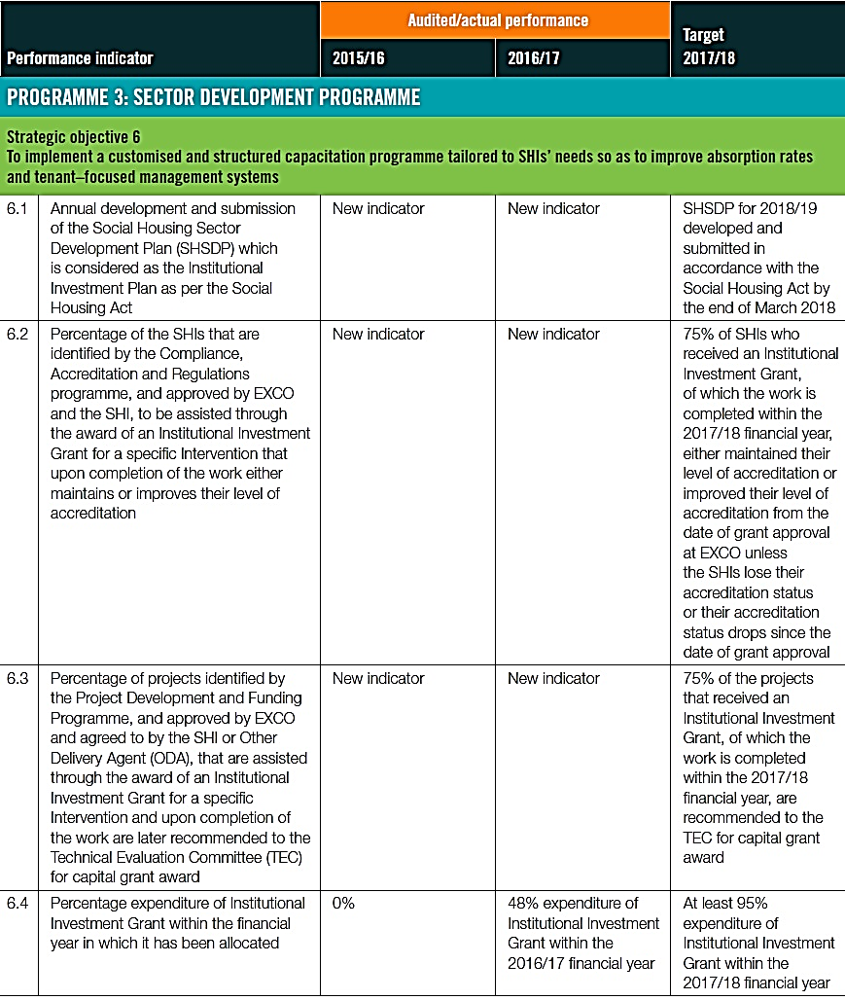 Performance indicator
Audited/actual performance
2015/16
2016/17
Target
2017/18
PROGRAMME 3: SECTOR DEVELOPMENT PROGRAMME
Strategic objective 6
To implement a customised and structured capacitation programme tailored to SHIs’ needs so as to improve absorption rates
and tenant–focused management systems
6.1
Annual development and submission
of the Social Housing Sector
Development Plan (SHSDP) which
is considered as the Institutional
Investment Plan as per the Social
Housing Act
New indicator
New indicator
SHSDP for 2018/19
developed and
submitted in
accordance with the
Social Housing Act by
the end of March 2018
6.2
Percentage of the SHIs that are
identified by the Compliance,
Accreditation and Regulations
programme, and approved by EXCO
and the SHI, to be assisted through
the award of an Institutional Investment
Grant for a specific Intervention that
upon completion of the work either
maintains or improves their level of
accreditation
New indicator
New indicator
75% of SHIs who
received an Institutional
Investment Grant,
of which the work is
completed within the
2017/18 financial year,
either maintained their
level of accreditation or
improved their level of
accreditation from the
date of grant approval
at EXCO unless
the SHIs lose their
accreditation status
or their accreditation
status drops since the
date of grant approval
6.3
Percentage of projects identified by
the Project Development and Funding
Programme, and approved by EXCO
and agreed to by the SHI or Other
Delivery Agent (ODA), that are assisted
through the award of an Institutional
Investment Grant for a specific
Intervention and upon completion of
the work are later recommended to the
Technical Evaluation Committee (TEC)
for capital grant award
New indicator
New indicator
75% of the projects
that received an
Institutional Investment
Grant, of which the
work is completed
within the 2017/18
financial year, are
recommended to the
TEC for capital grant
award
6.4
Percentage expenditure of Institutional
Investment Grant within the financial
year in which it has been allocated
0%
48% expenditure of
Institutional Investment
Grant within the
2016/17 financial year
At least 95%
expenditure of
Institutional Investment
Grant within the
2017/18 financial year